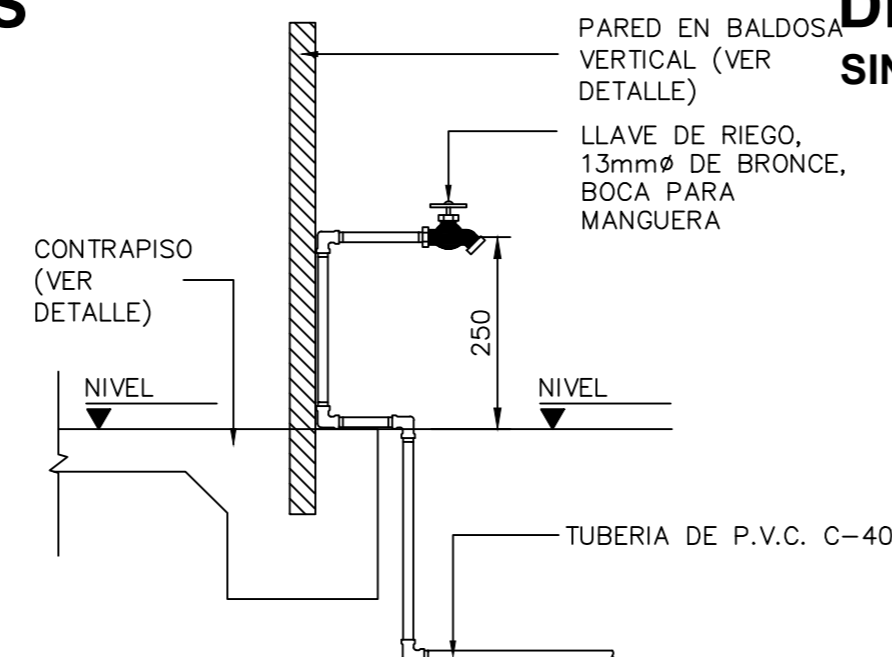 S
PARED EN BALDOSA
VERTICAL (VER
DETALLE)
SIN
LLAVE DE RIEGO,
13mmø DE BRONCE,
BOCA PARA
MANGUERA
CONTRAPISO
(VER
DETALLE)
250
NIVEL
NIVEL
TUBERIA DE P.V.C. C-40